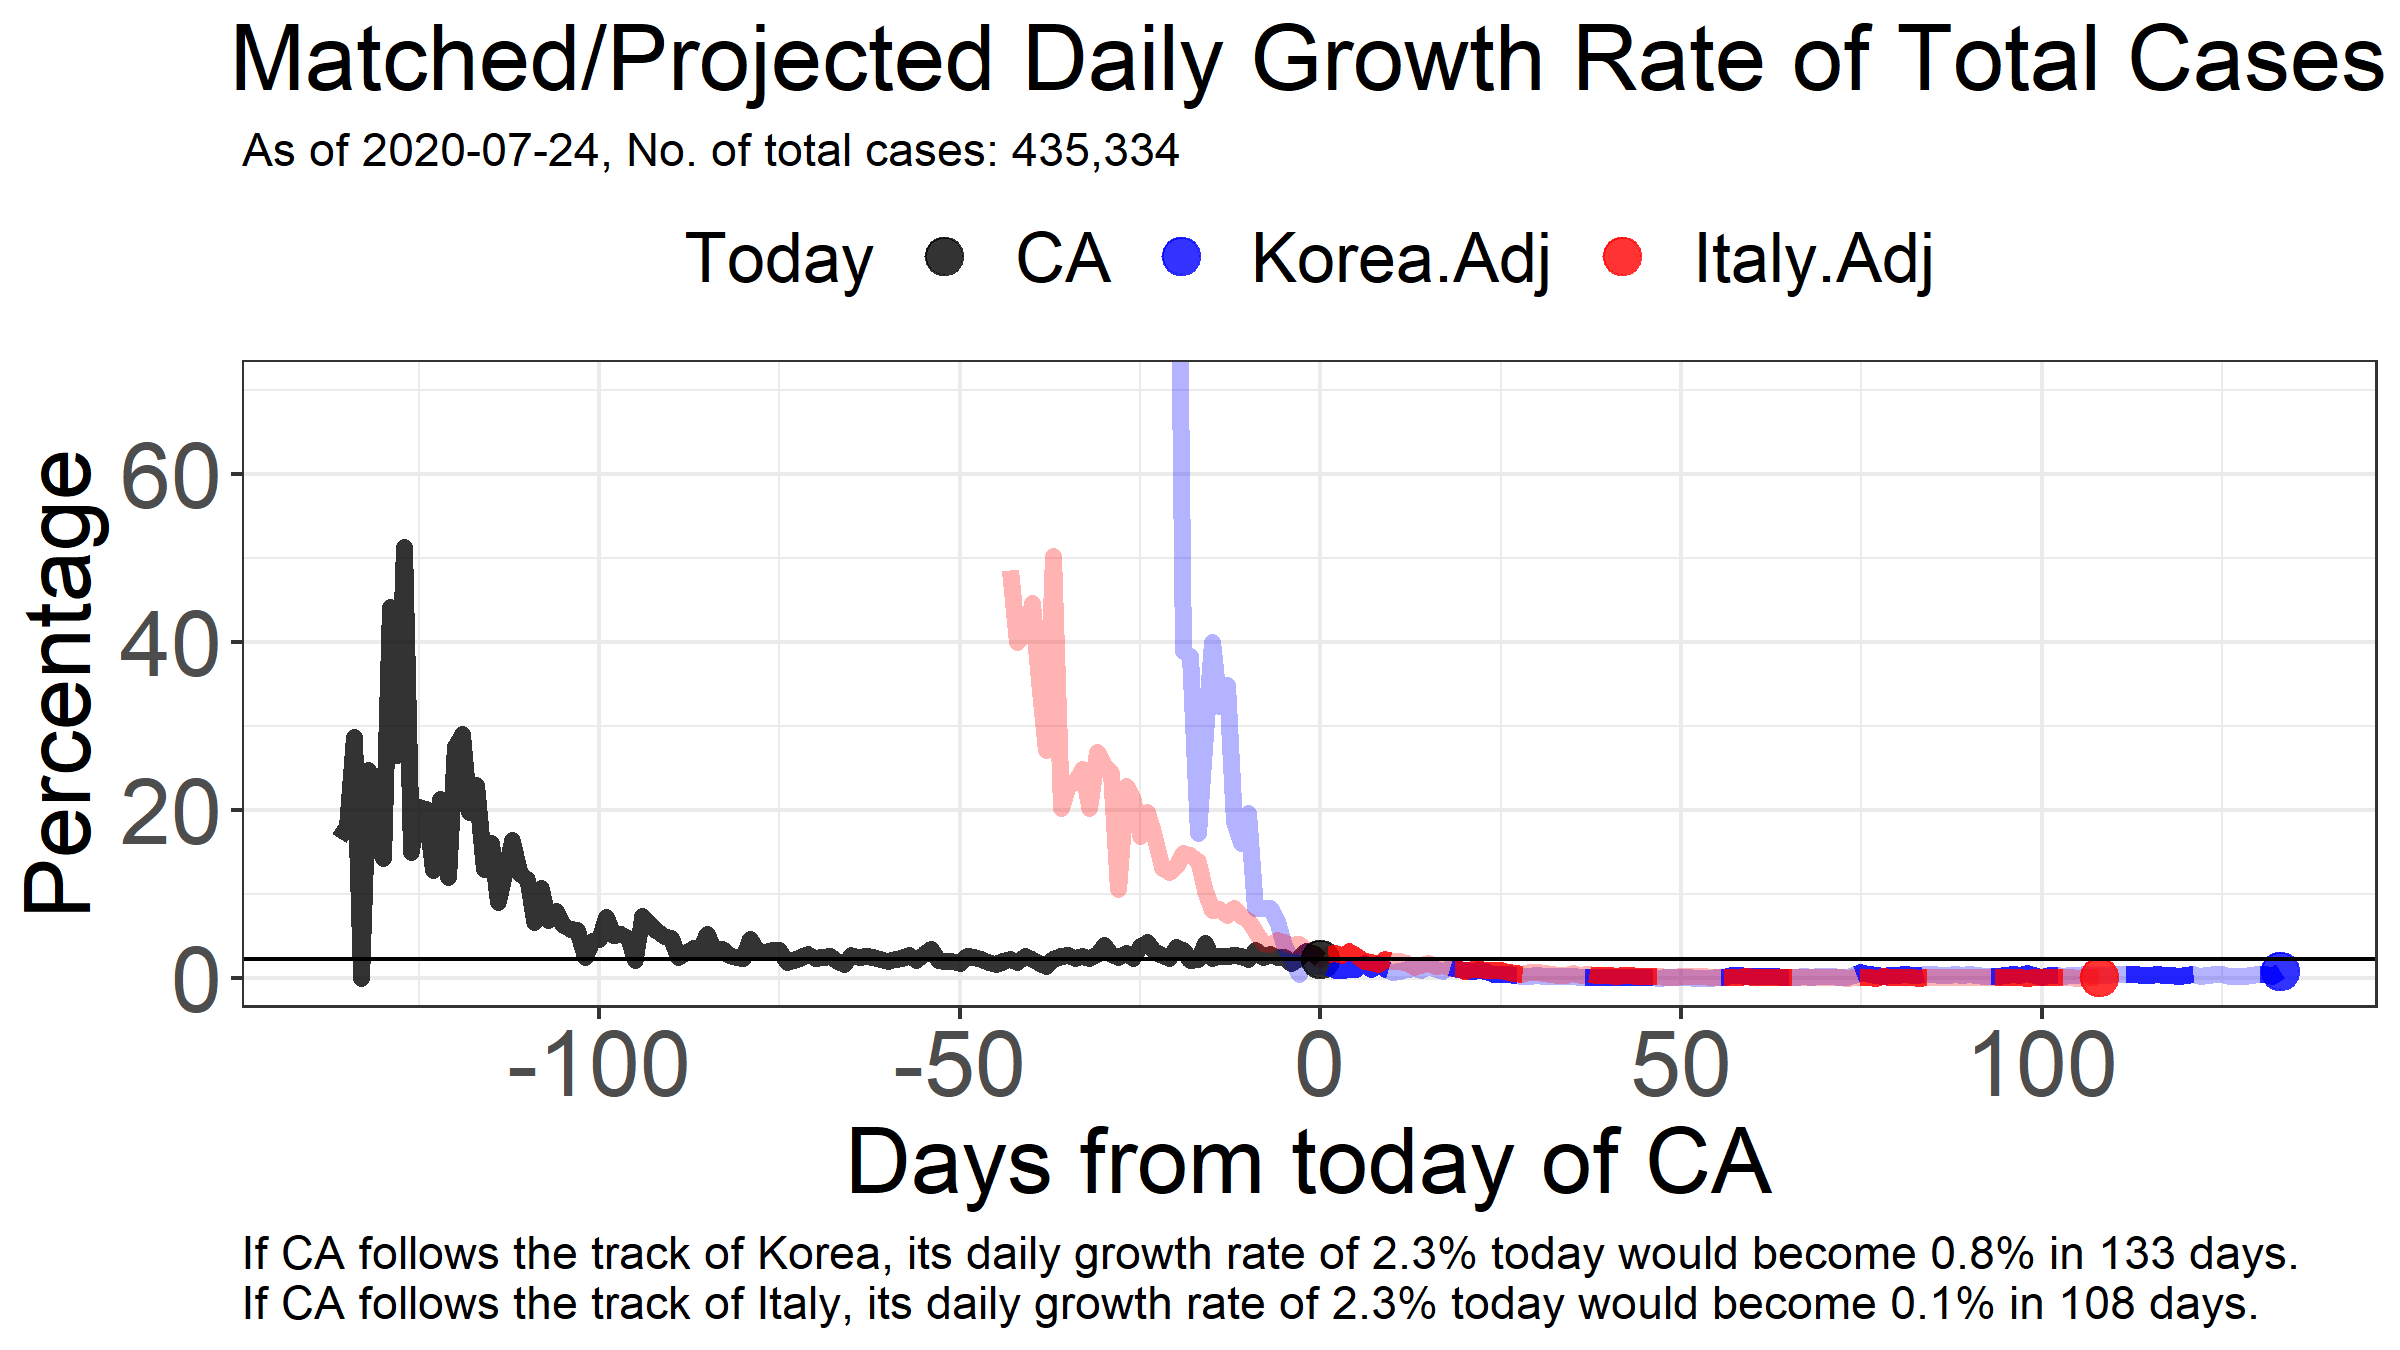 Matched/Projected Daily Growth Rate of Total Cases
As of 2020-07-24, No. of total cases: 435,334
Today CA Korea.Adj Italy.Adj
Percentage
60
40
20
0
-100 -50 0 50 100
Days from today of CA
If CA follows the track of Korea, its daily growth rate of 2.3% today would become 0.8% in 133 days.
If CA follows the track of Italy, its daily growth rate of 2.3% today would become 0.1% in 108 days.